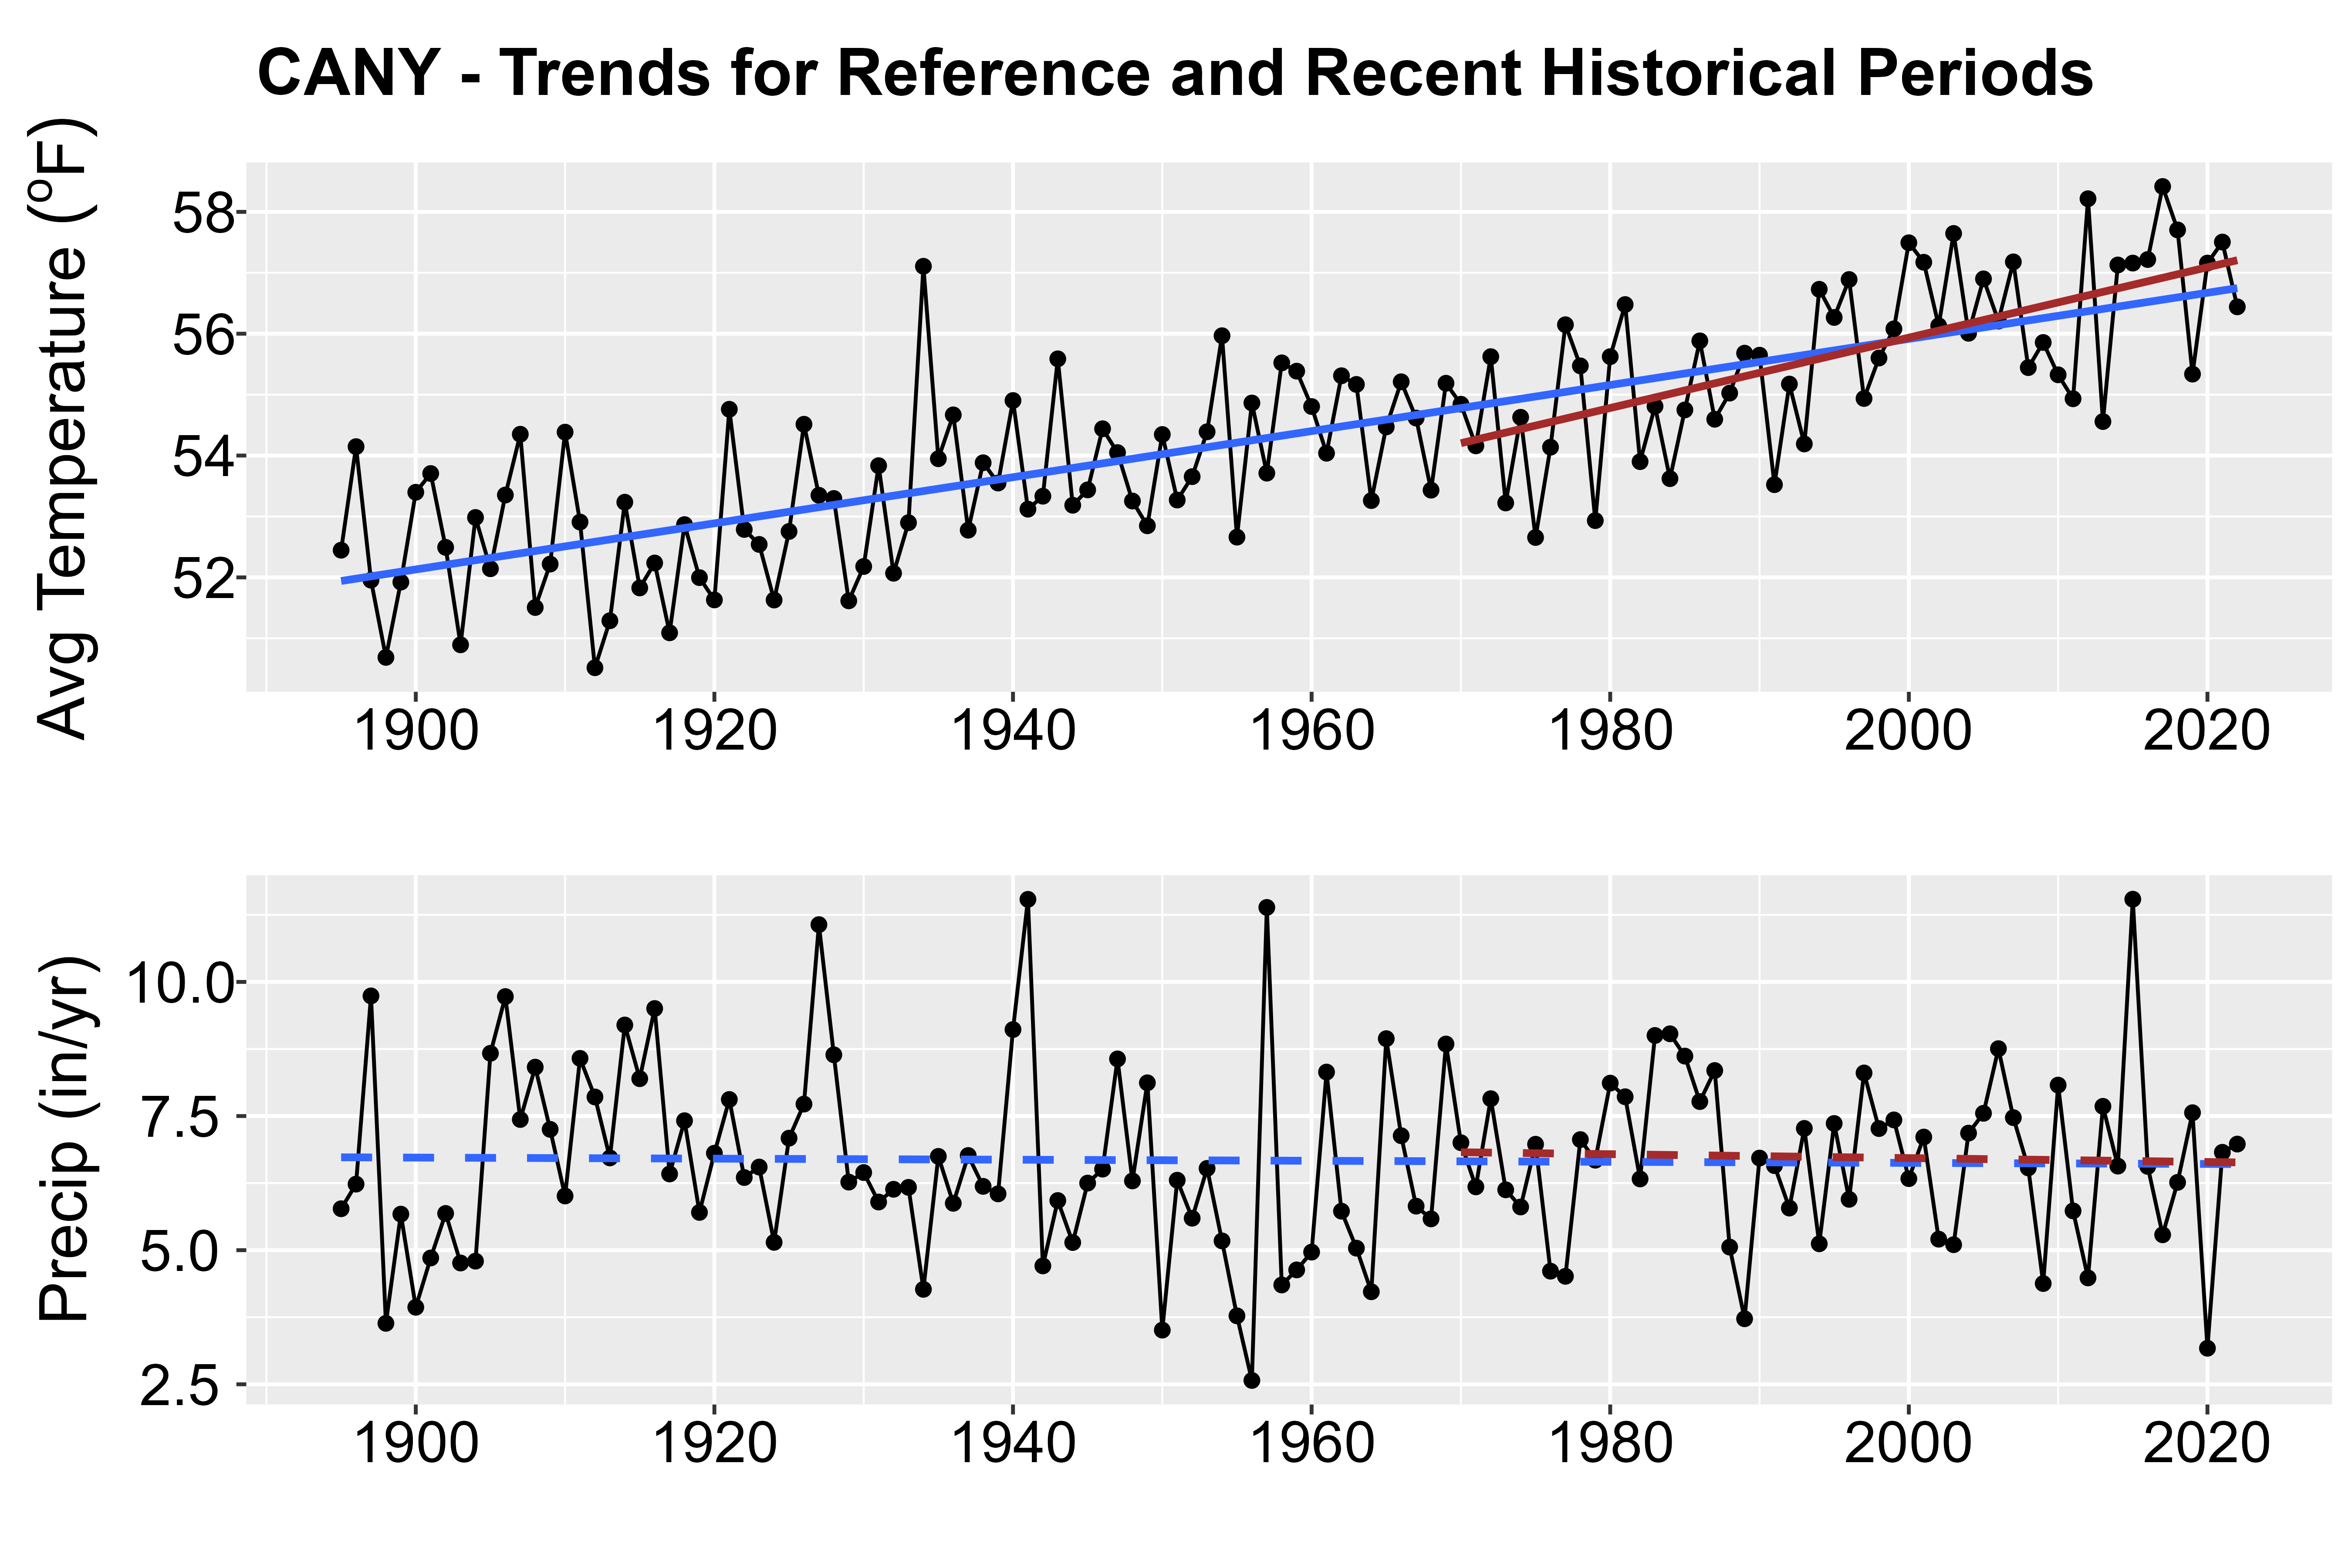 CANY - Trends for Reference and Recent Historical Periods
Avg Temperature (ºF)
58
56
54
52
1900 1920 1940 1960 1980 2000 2020
Precip (in/yr)
10.0
7.5
5.0
2.5
1900 1920 1940 1960 1980 2000 2020